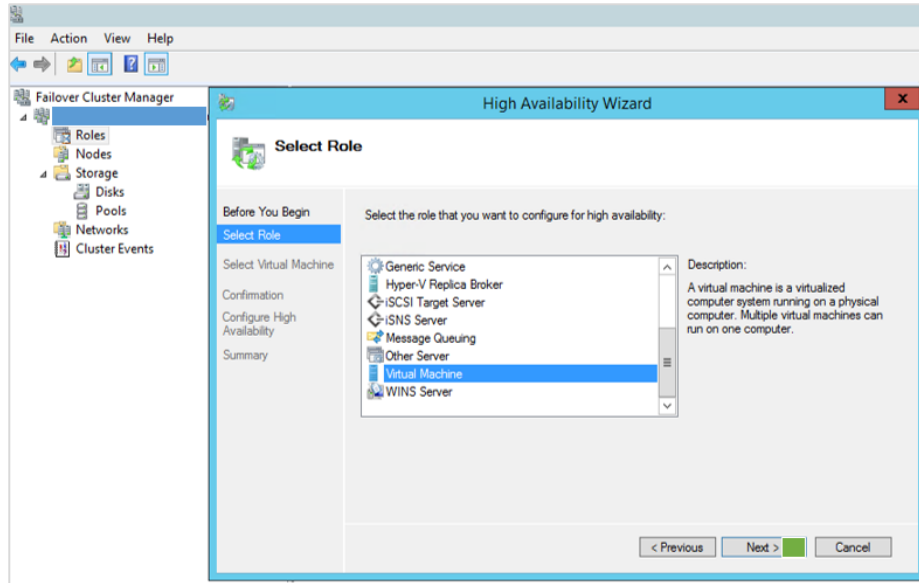 File Action View Help
Failover Cluster Manager
Roles
Nodes
Storage
Disks
Pools
Networks
Cluster Events
High Availability Wizard
x
Select Role
Before You Begin
Select Role
Select Virtual Machine
Confirmation
Configure High
Availability
Summary
Select the role that you want to configure for high availability:
Generic Service
Hyper-V Replica Broker
iSCSI Target Server
iSNS Server
Message Queuing
Other Server
Virtual Machine
WINS Server
Description:
A virtual machine is a virtualized
computer system running on a physical
computer. Multiple virtual machines can
run on one computer.
< Previous Next > Cancel